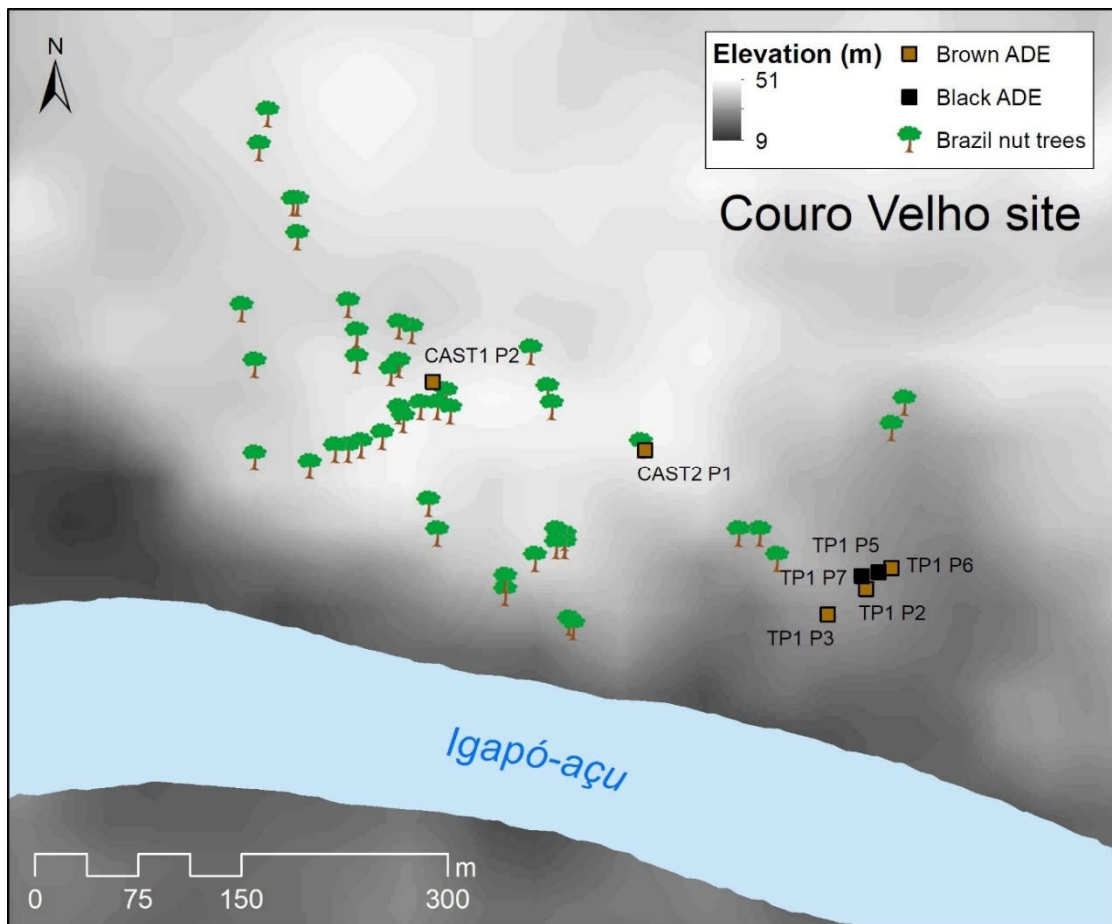 N
Elevation (m)
51
9
Brown ADE
Black ADE
Brazil nut trees
Couro Velho site
CAST1 P2
CAST2 P1
TP1 P5
TP1 P6
TP1 P7
TP1 P2
TP1 P3
Igapó-açu
m
0 75 150 300